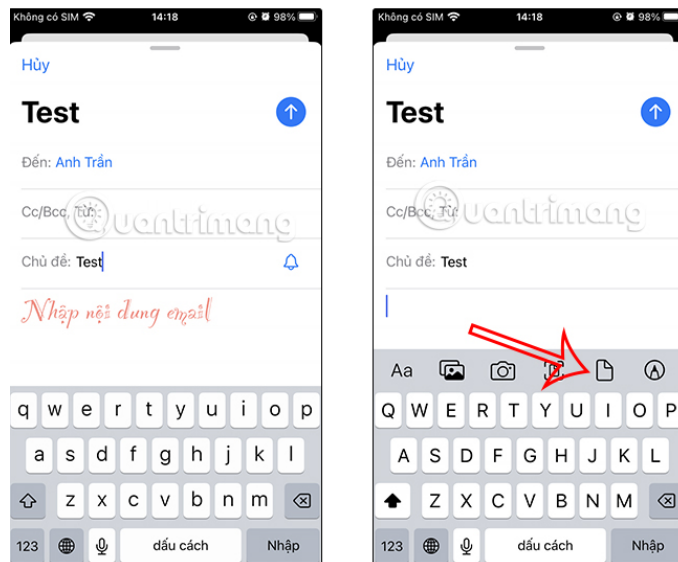 Không có SIM 14:18 98%
Hủy
Test
Đến: Anh Trần
Cc/Bcc, Từ:
Quantrimang
Chủ đề: Test
Nhập nội dung email
q w e r t y u i o p
a s d f g h j k l
z x c v b n m
123 dấu cách Nhập
Không có SIM 14:18 98%
Hủy
Test
Đến: Anh Trần
Cc/Bcc, Từ:
Quantrimang
Chủ đề: Test
Aa
Q W E R T Y U I O P
A S D F G H J K L
Z X C V B N M
123 dấu cách Nhập